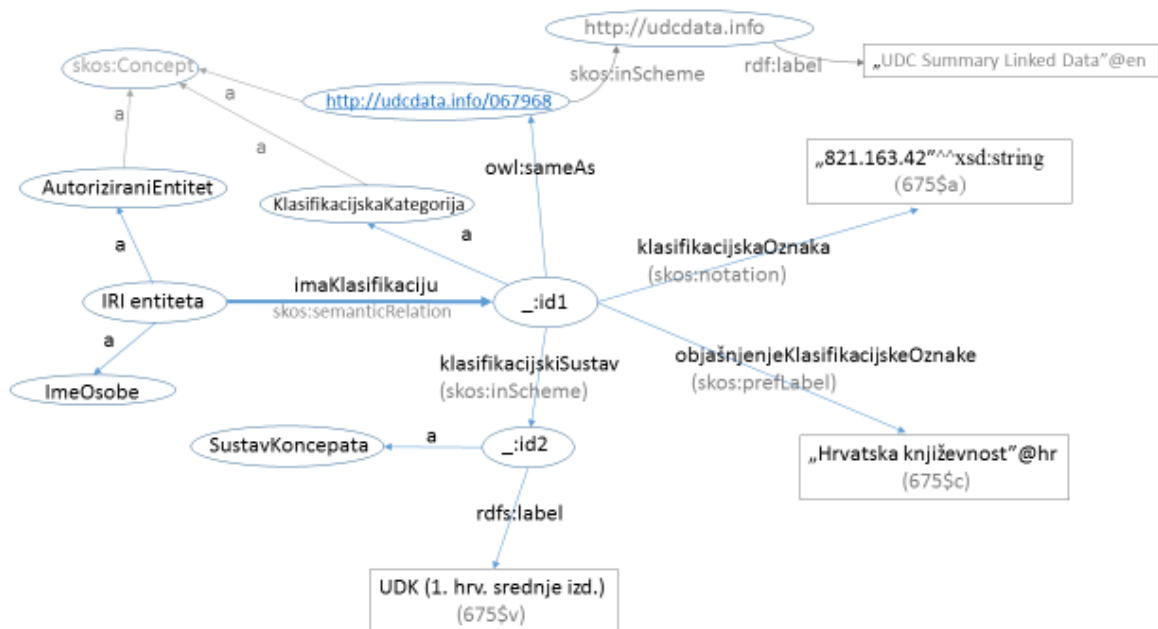 http://udcdata.info
skos:Concept
skos:inScheme
rdf:label
„UDC Summary Linked Data”@en
a
http://udcdata.info/067968
a
a
owl:sameAs
„821.163.42”^^xsd:string
(675$a)
AutoriziraniEntitet
KlasifikacijskaKategorija
a
a
klasifikacijskaOznaka
(skos:notation)
imaKlasifikaciju
IRI entiteta
skos:semanticRelation
_:id1
a
klasifikacijskiSustav
(skos:inScheme)
objašnjenjeKlasifikacijskeOznake
(skos:prefLabel)
ImeOsobe
SustavKoncepata
a
_:id2
„Hrvatska književnost”@hr
(675$c)
rdfs:label
UDK (1. hrv. srednje izd.)
(675$v)